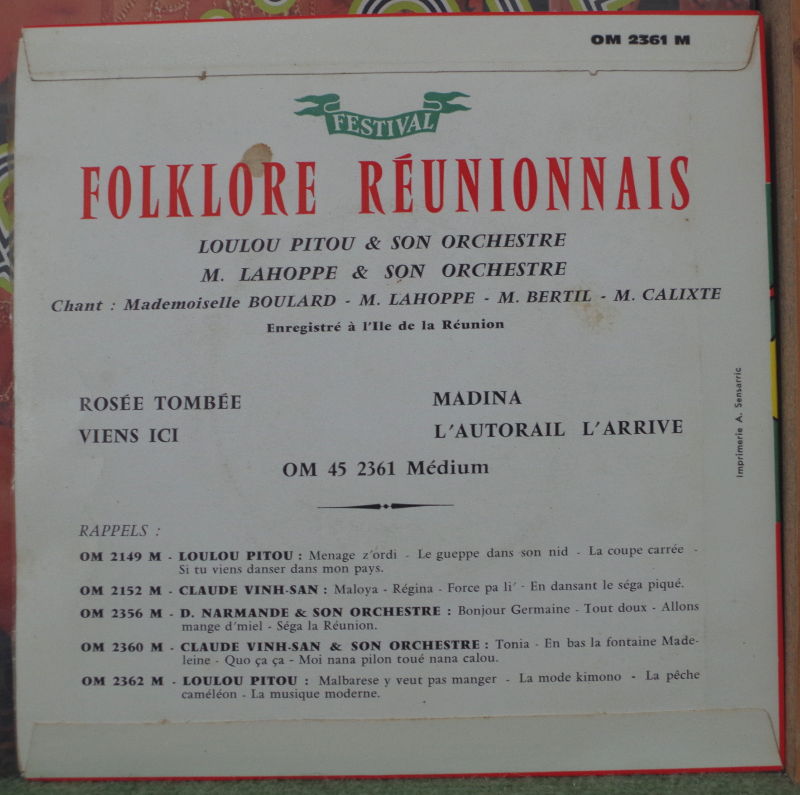 OM 2361 M
FESTIVAL
FOLKLORE RÉUNIONNAIS
LOULOU PITOU & SON ORCHESTRE
M. LAHOPPE & SON ORCHESTRE
Chant : Mademoiselle BOULARD - M. LAHOPPE - M. BERTIL - M. CALIXTE
Enregistré à l'Ile de la Réunion
ROSÉE TOMBÉE
VIENS ICI
MADINA
L'AUTORAIL L'ARRIVE
OM 45 2361 Médium
Imprimerie A. Sensarric
RAPPELS :
OM 2149 M - LOULOU PITOU : Menage z'ordi - Le gueppe dans son nid - La coupe carrée -
Si tu viens danser dans mon pays.
OM 2152 M - CLAUDE VINH-SAN : Maloya - Régina - Force pa li' - En dansant le séga piqué.
OM 2356 M - D. NARMANDE & SON ORCHESTRE : Bonjour Germaine - Tout doux - Allons
mange d'miel - Séga la Réunion.
OM 2360 M - CLAUDE VINH-SAN & SON ORCHESTRE : Tonia - En bas la fontaine Made-
leine - Quo ça ça - Moi nana pilon toué nana calou.
OM 2362 M - LOULOU PITOU : Malbarese y veut pas manger - La mode kimono - La pêche
caméléon - La musique moderne.